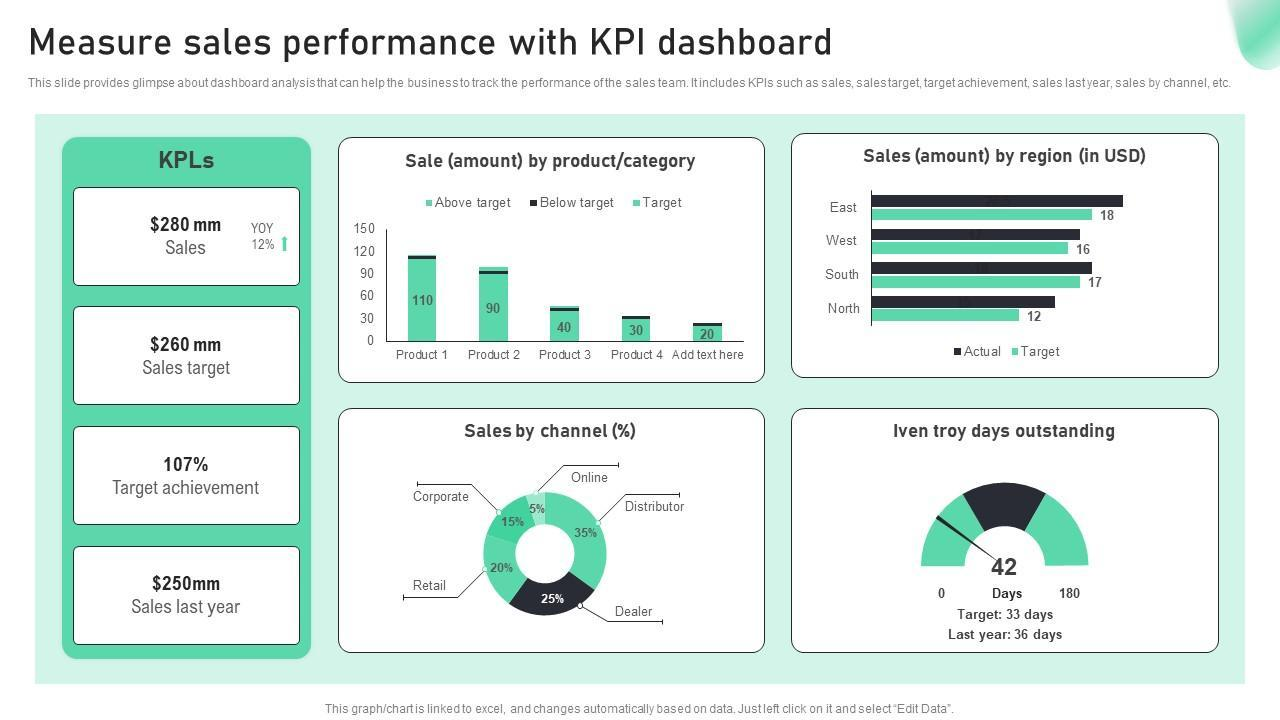 Measure sales performance with KPI dashboard
This slide provides glimpse about dashboard analysis that can help the business to track the performance of the sales team. It includes KPIs such as sales, sales target, target achievement, sales last year, sales by channel, etc.
KPLs
$280 mm
Sales
YOY
12%
$260 mm
Sales target
107%
Target achievement
$250mm
Sales last year
Sale (amount) by product/category
Above target Below target Target
150
120
90
60
30
0
110
90
40
30
20
Product 1 Product 2 Product 3 Product 4 Add text here
Sales (amount) by region (in USD)
East
18
West
16
South
17
North
12
Actual Target
Sales by channel (%)
Online
Corporate
Distributor
5%
15%
35%
20%
25%
Retail
Dealer
Iven troy days outstanding
42
0 Days 180
Target: 33 days
Last year: 36 days
This graph/chart is linked to excel, and changes automatically based on data. Just left click on it and select “Edit Data”.